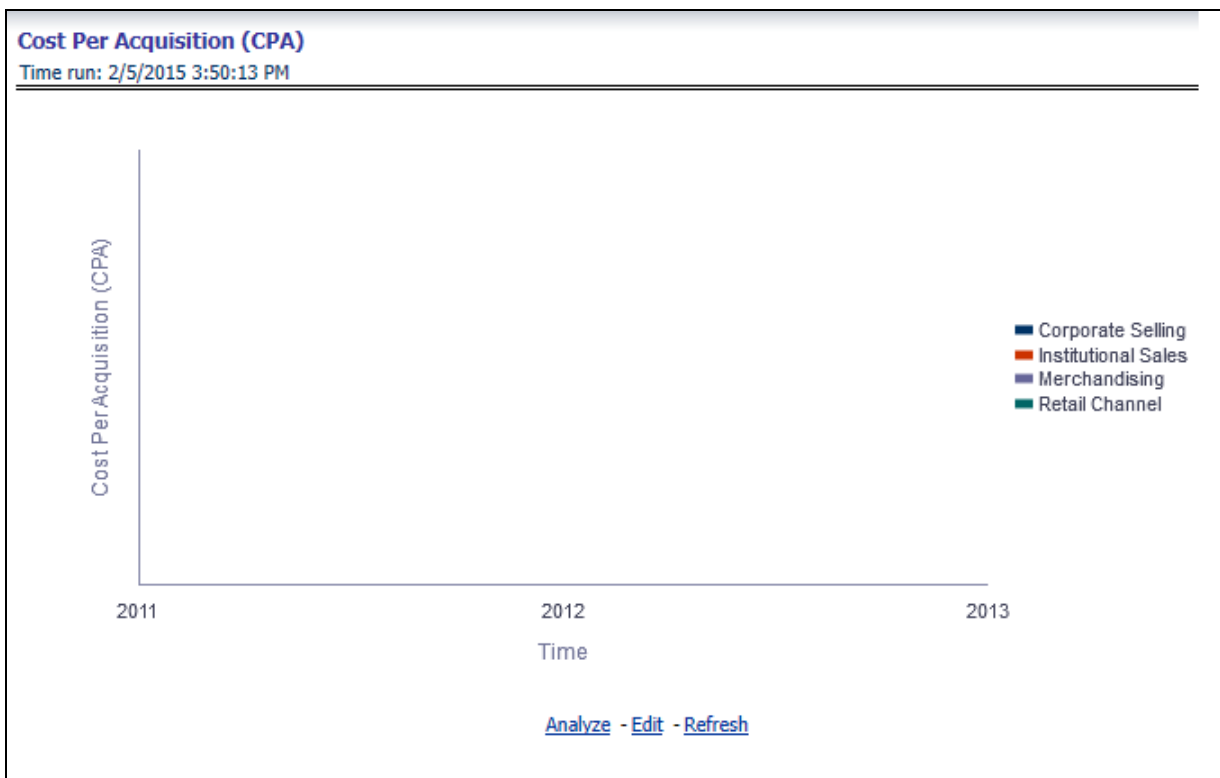 Cost Per Acquisition (CPA)
Time run: 2/5/2015 3:50:13 PM
Cost Per Acquisition (CPA)
Corporate Selling
Institutional Sales
Merchandising
Retail Channel
2011 2012 2013
Time
Analyze - Edit - Refresh